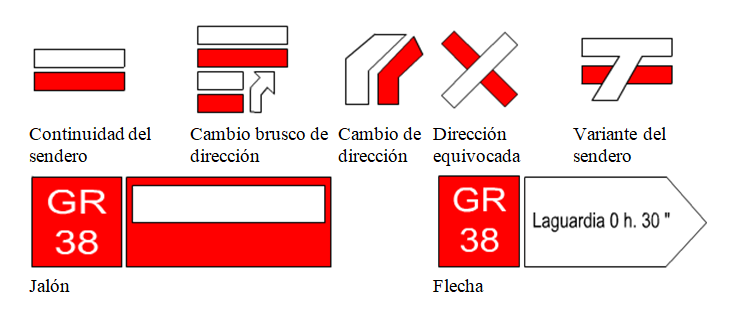 Continuidad del
sendero
Cambio brusco de
dirección
Cambio de
dirección
Dirección
equivocada
Variante del
sendero
GR
38
Jalón
GR
38
Laguardia 0 h. 30 "
Flecha